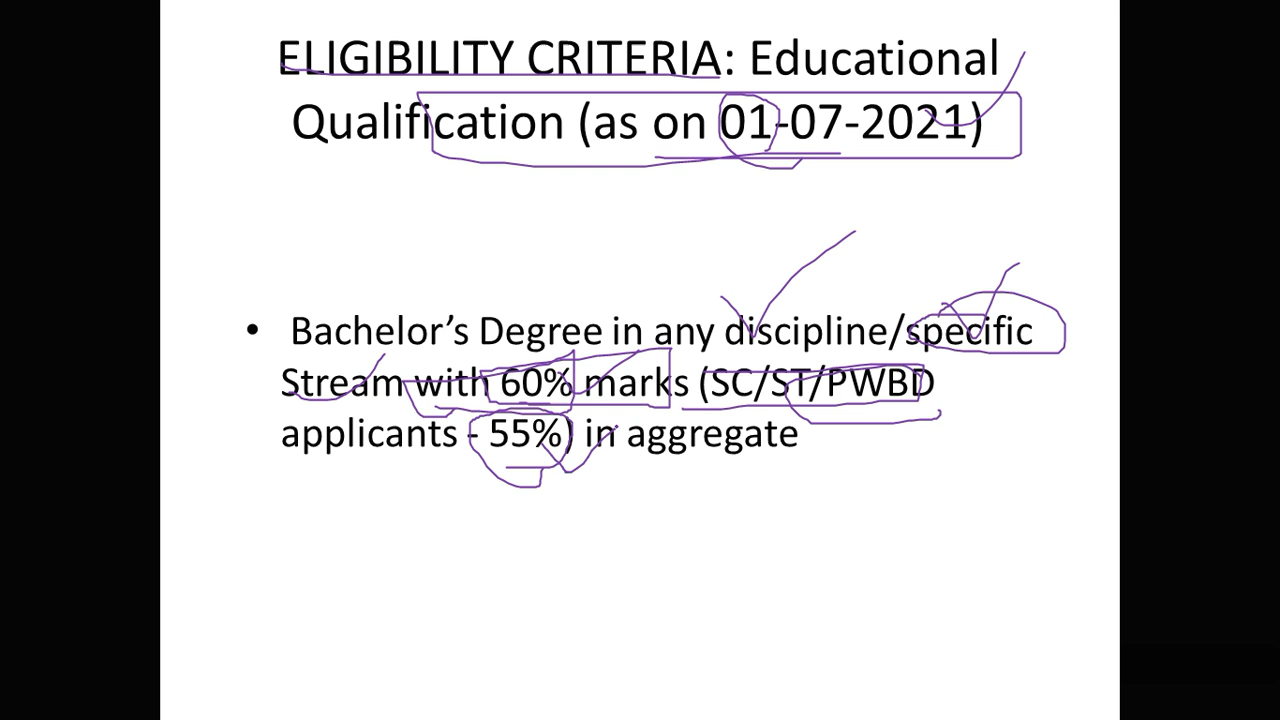 ELIGIBILITY CRITERIA: Educational
Qualification (as on 01-07-2021)
• Bachelor’s Degree in any discipline/specific
Stream with 60% marks (SC/ST/PWBD
applicants - 55%) in aggregate